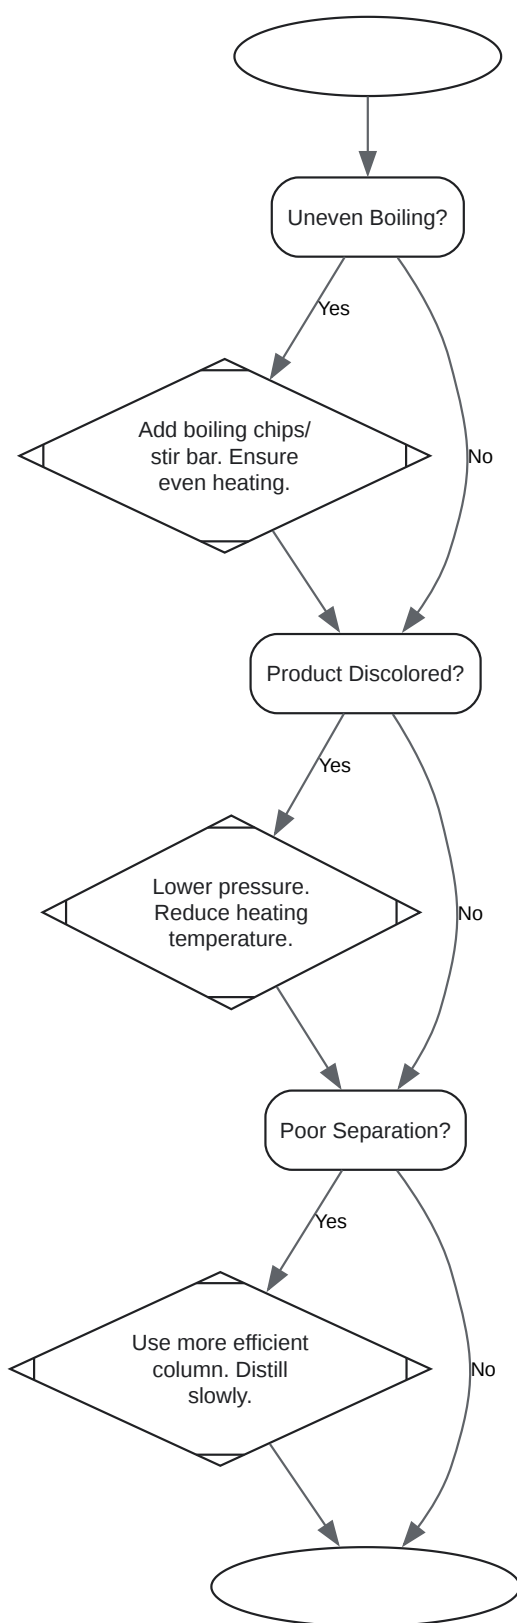 Uneven Boiling?
Yes
Add boiling chips/
stir bar. Ensure
even heating.
No
Product Discolored?
Yes
Lower pressure.
Reduce heating
temperature.
No
Poor Separation?
Yes
Use more efficient
column. Distill
slowly.
No